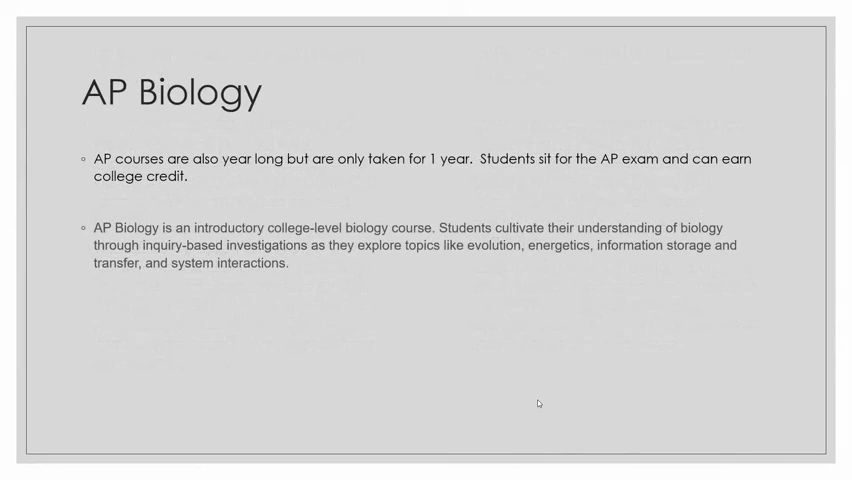 AP Biology
◦ AP courses are also year long but are only taken for 1 year.  Students sit for the AP exam and can earn
college credit.
◦ AP Biology is an introductory college-level biology course. Students cultivate their understanding of biology
through inquiry-based investigations as they explore topics like evolution, energetics, information storage and
transfer, and system interactions.